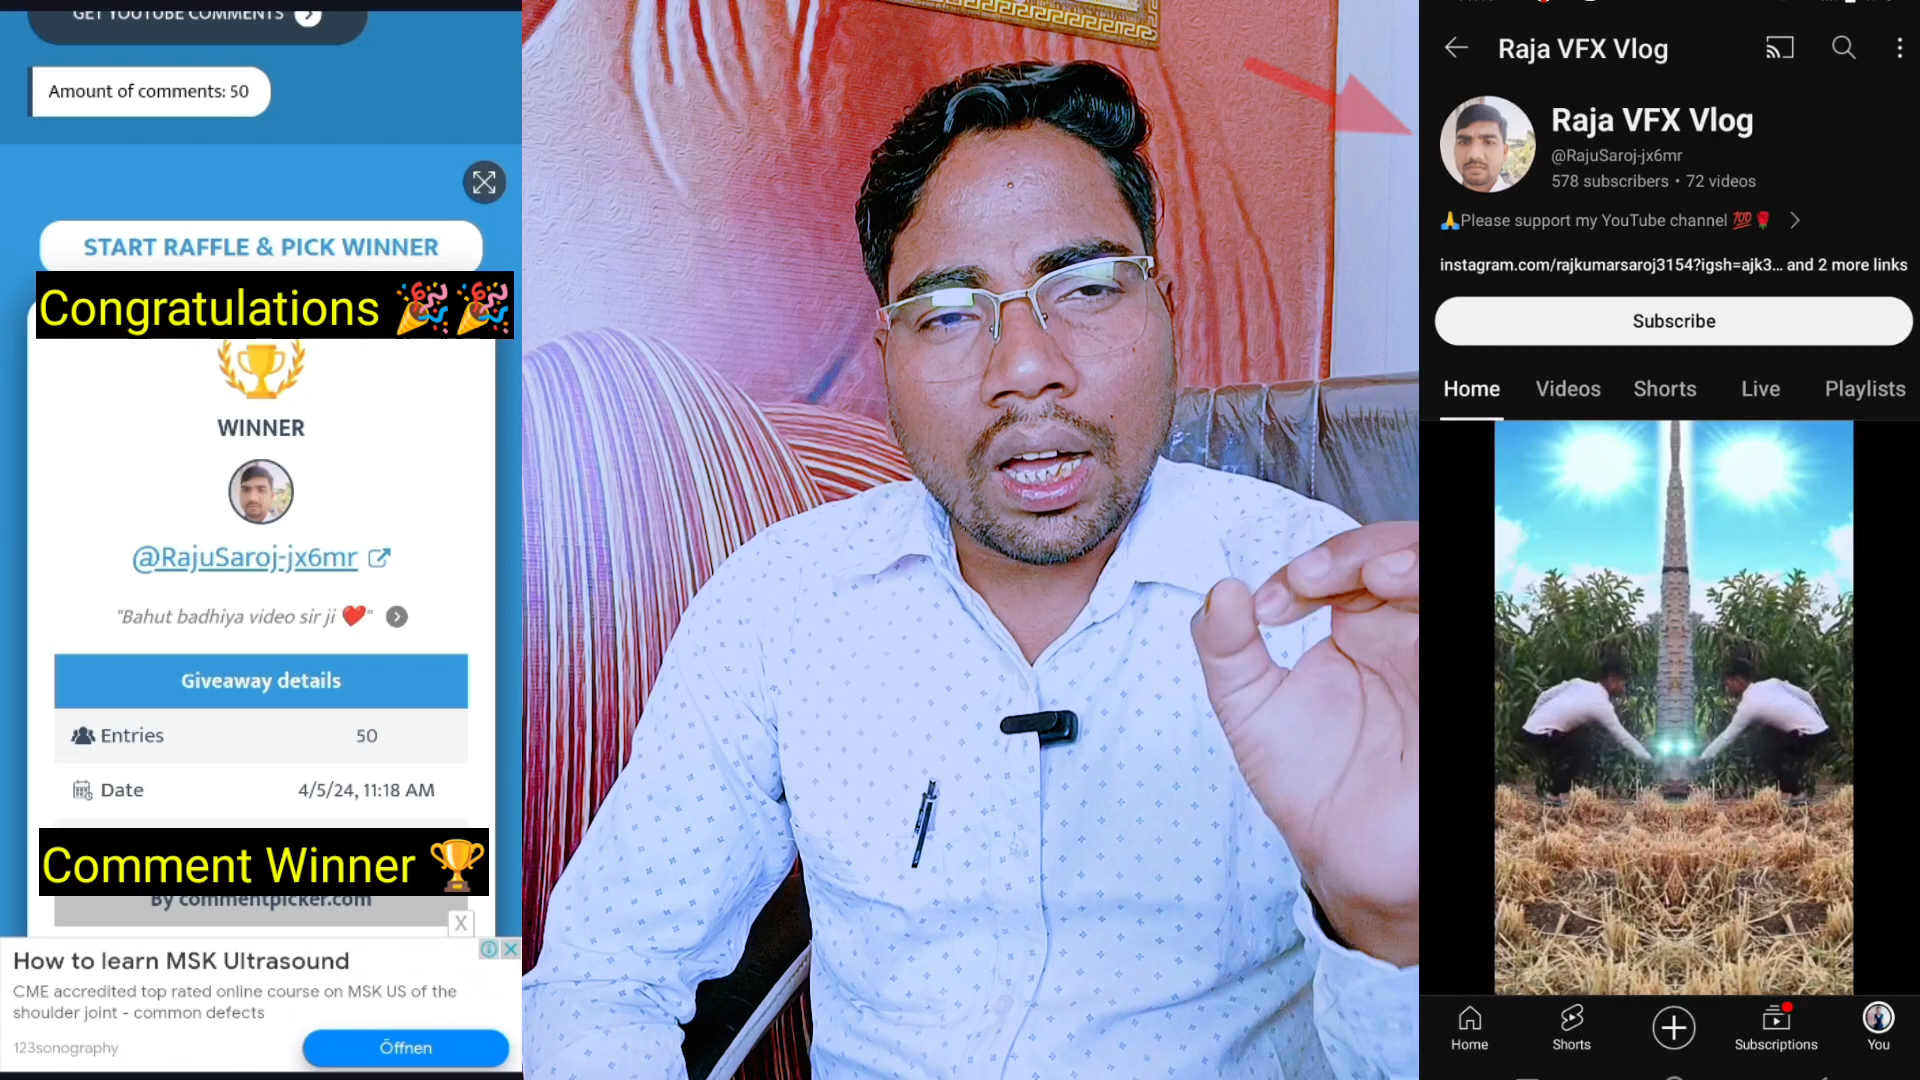 GET YOUTUBE COMMENTS
Amount of comments: 50
START RAFFLE & PICK WINNER
Congratulations 🎉🎉
WINNER
@RajuSaroj-jx6mr
"Bahut badhiya video sir ji ❤️"
Giveaway details
Entries 50
Date 4/5/24, 11:18 AM
Comment Winner 🏆
By commentpicker.com
X
How to learn MSK Ultrasound
CME accredited top rated online course on MSK US of the
shoulder joint - common defects
123sonography
Öffnen
Raja VFX Vlog
Raja VFX Vlog
@RajuSaroj-jx6mr
578 subscribers • 72 videos
🙏Please support my YouTube channel 💯🌹
instagram.com/rajkumarsaroj3154?igsh=ajk3... and 2 more links
Subscribe
Home Videos Shorts Live Playlists
Home Shorts Subscriptions You